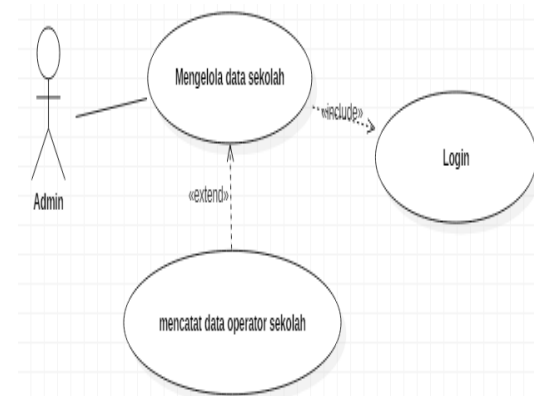 Mengelola data sekolah
«include»
Login
Admin
«extend»
mencatat data operator sekolah